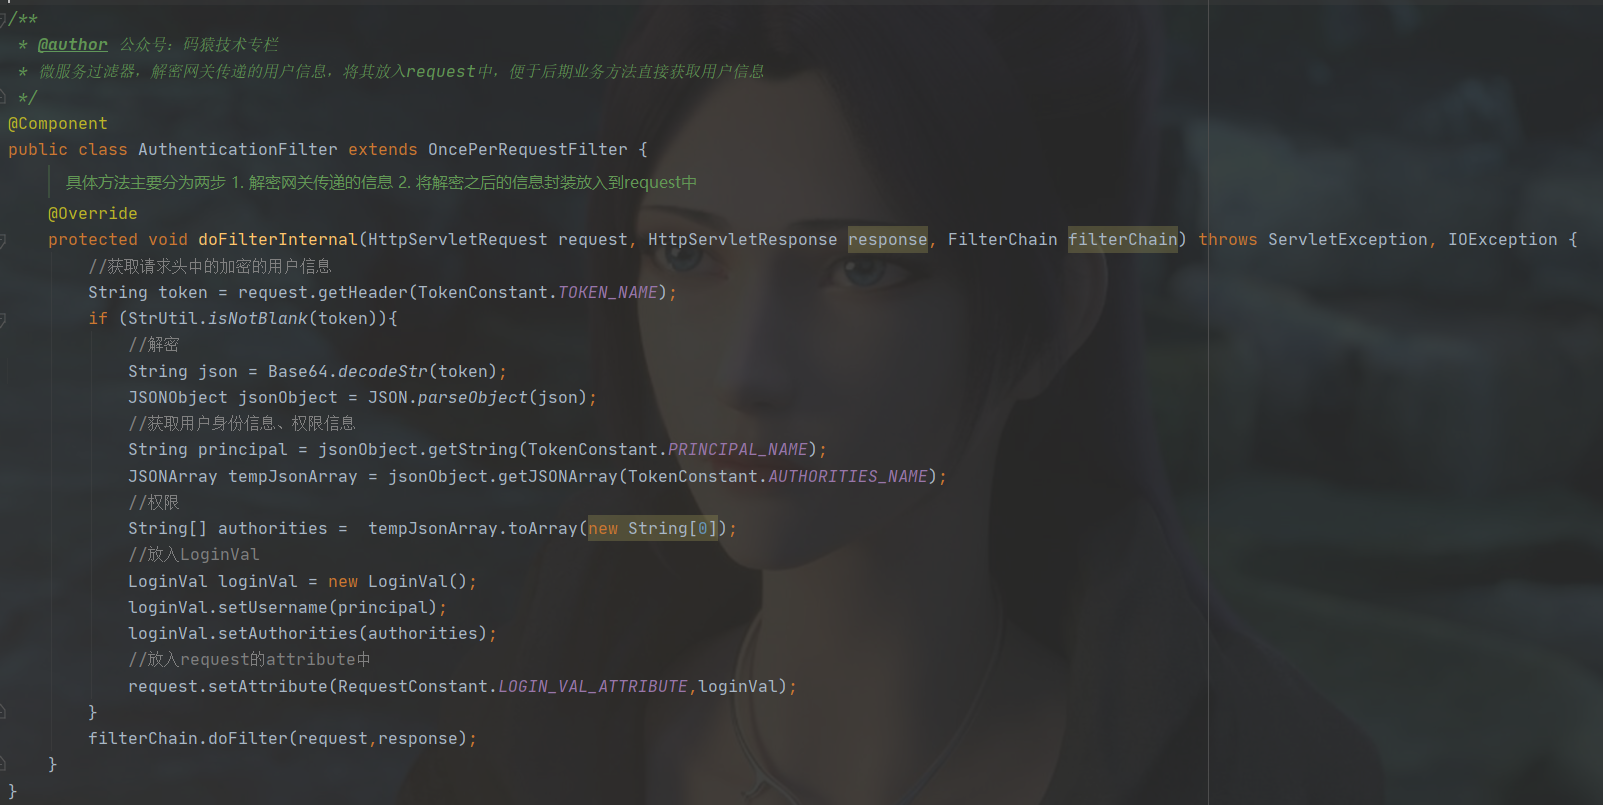 /**
 * @author 公众号：码猿技术专栏
 * 微服务过滤器，解密网关传递的用户信息，将其放入request中，便于后期业务方法直接获取用户信息
 */
@Component
public class AuthenticationFilter extends OncePerRequestFilter {
    具体方法主要分为两步 1. 解密网关传递的信息 2. 将解密之后的信息封装放入到request中
    @Override
    protected void doFilterInternal(HttpServletRequest request, HttpServletResponse response, FilterChain filterChain) throws ServletException, IOException {
        //获取请求头中的加密的用户信息
        String token = request.getHeader(TokenConstant.TOKEN_NAME);
        if (StrUtil.isNotBlank(token)){
            //解密
            String json = Base64.decodeStr(token);
            JSONObject jsonObject = JSON.parseObject(json);
            //获取用户身份信息、权限信息
            String principal = jsonObject.getString(TokenConstant.PRINCIPAL_NAME);
            JSONArray tempJsonArray = jsonObject.getJSONArray(TokenConstant.AUTHORITIES_NAME);
            //权限
            String[] authorities =  tempJsonArray.toArray(new String[0]);
            //放入LoginVal
            LoginVal loginVal = new LoginVal();
            loginVal.setUsername(principal);
            loginVal.setAuthorities(authorities);
            //放入request的attribute中
            request.setAttribute(RequestConstant.LOGIN_VAL_ATTRIBUTE,loginVal);
        }
        filterChain.doFilter(request,response);
    }
}